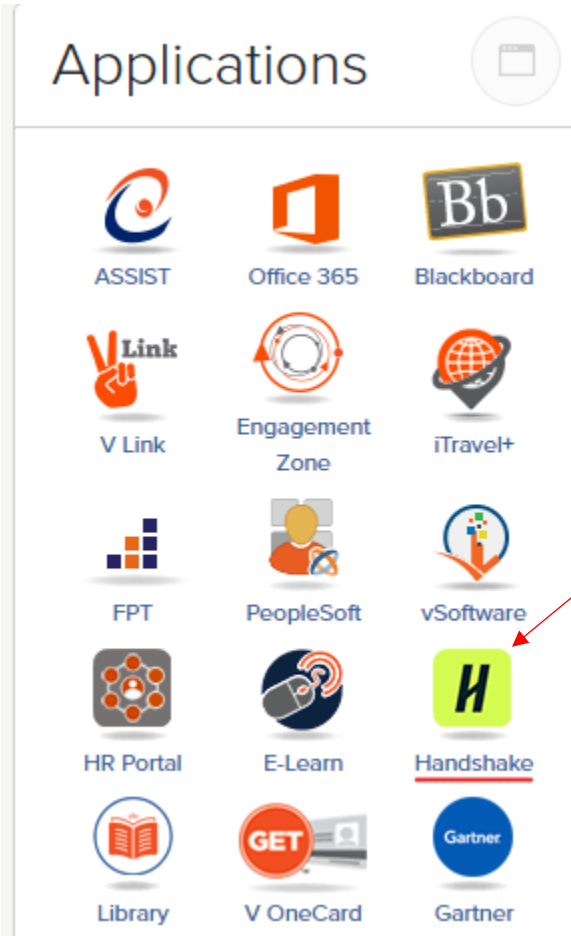 Applications
Bb
ASSIST
Office 365
Blackboard
Link
V Link
Engagement
Zone
iTravel+
FPT
PeopleSoft
vSoftware
H
HR Portal
E-Learn
Handshake
GET
Gartner
Library
V OneCard
Gartner